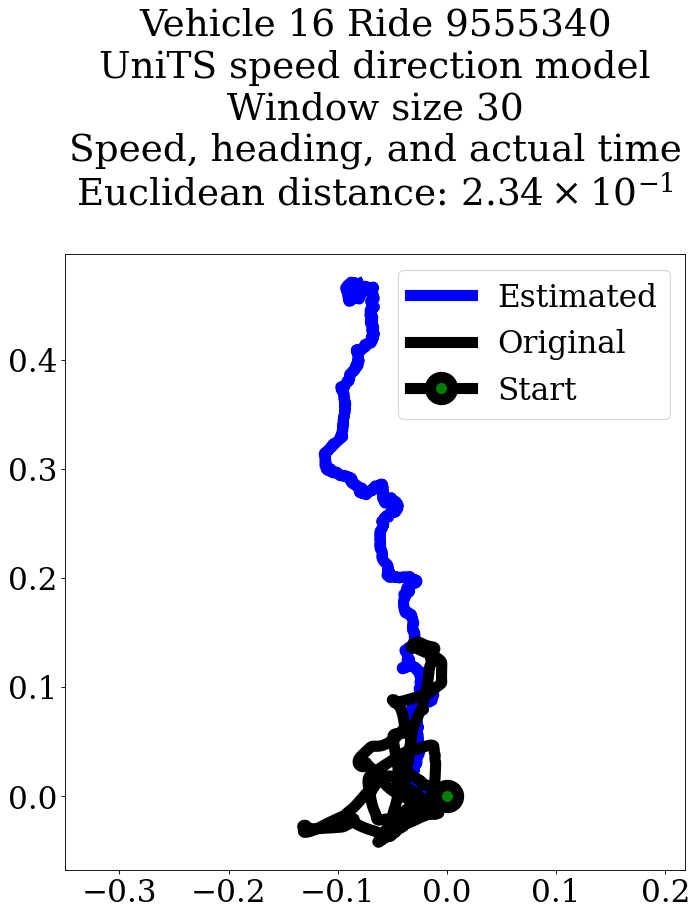 Vehicle 16 Ride 9555340
UniTS speed direction model
Window size 30
Speed, heading, and actual time
Euclidean distance: 2.34 × 10⁻¹
Estimated
Original
Start
0.4
0.3
0.2
0.1
0.0
−0.3 −0.2 −0.1 0.0 0.1 0.2